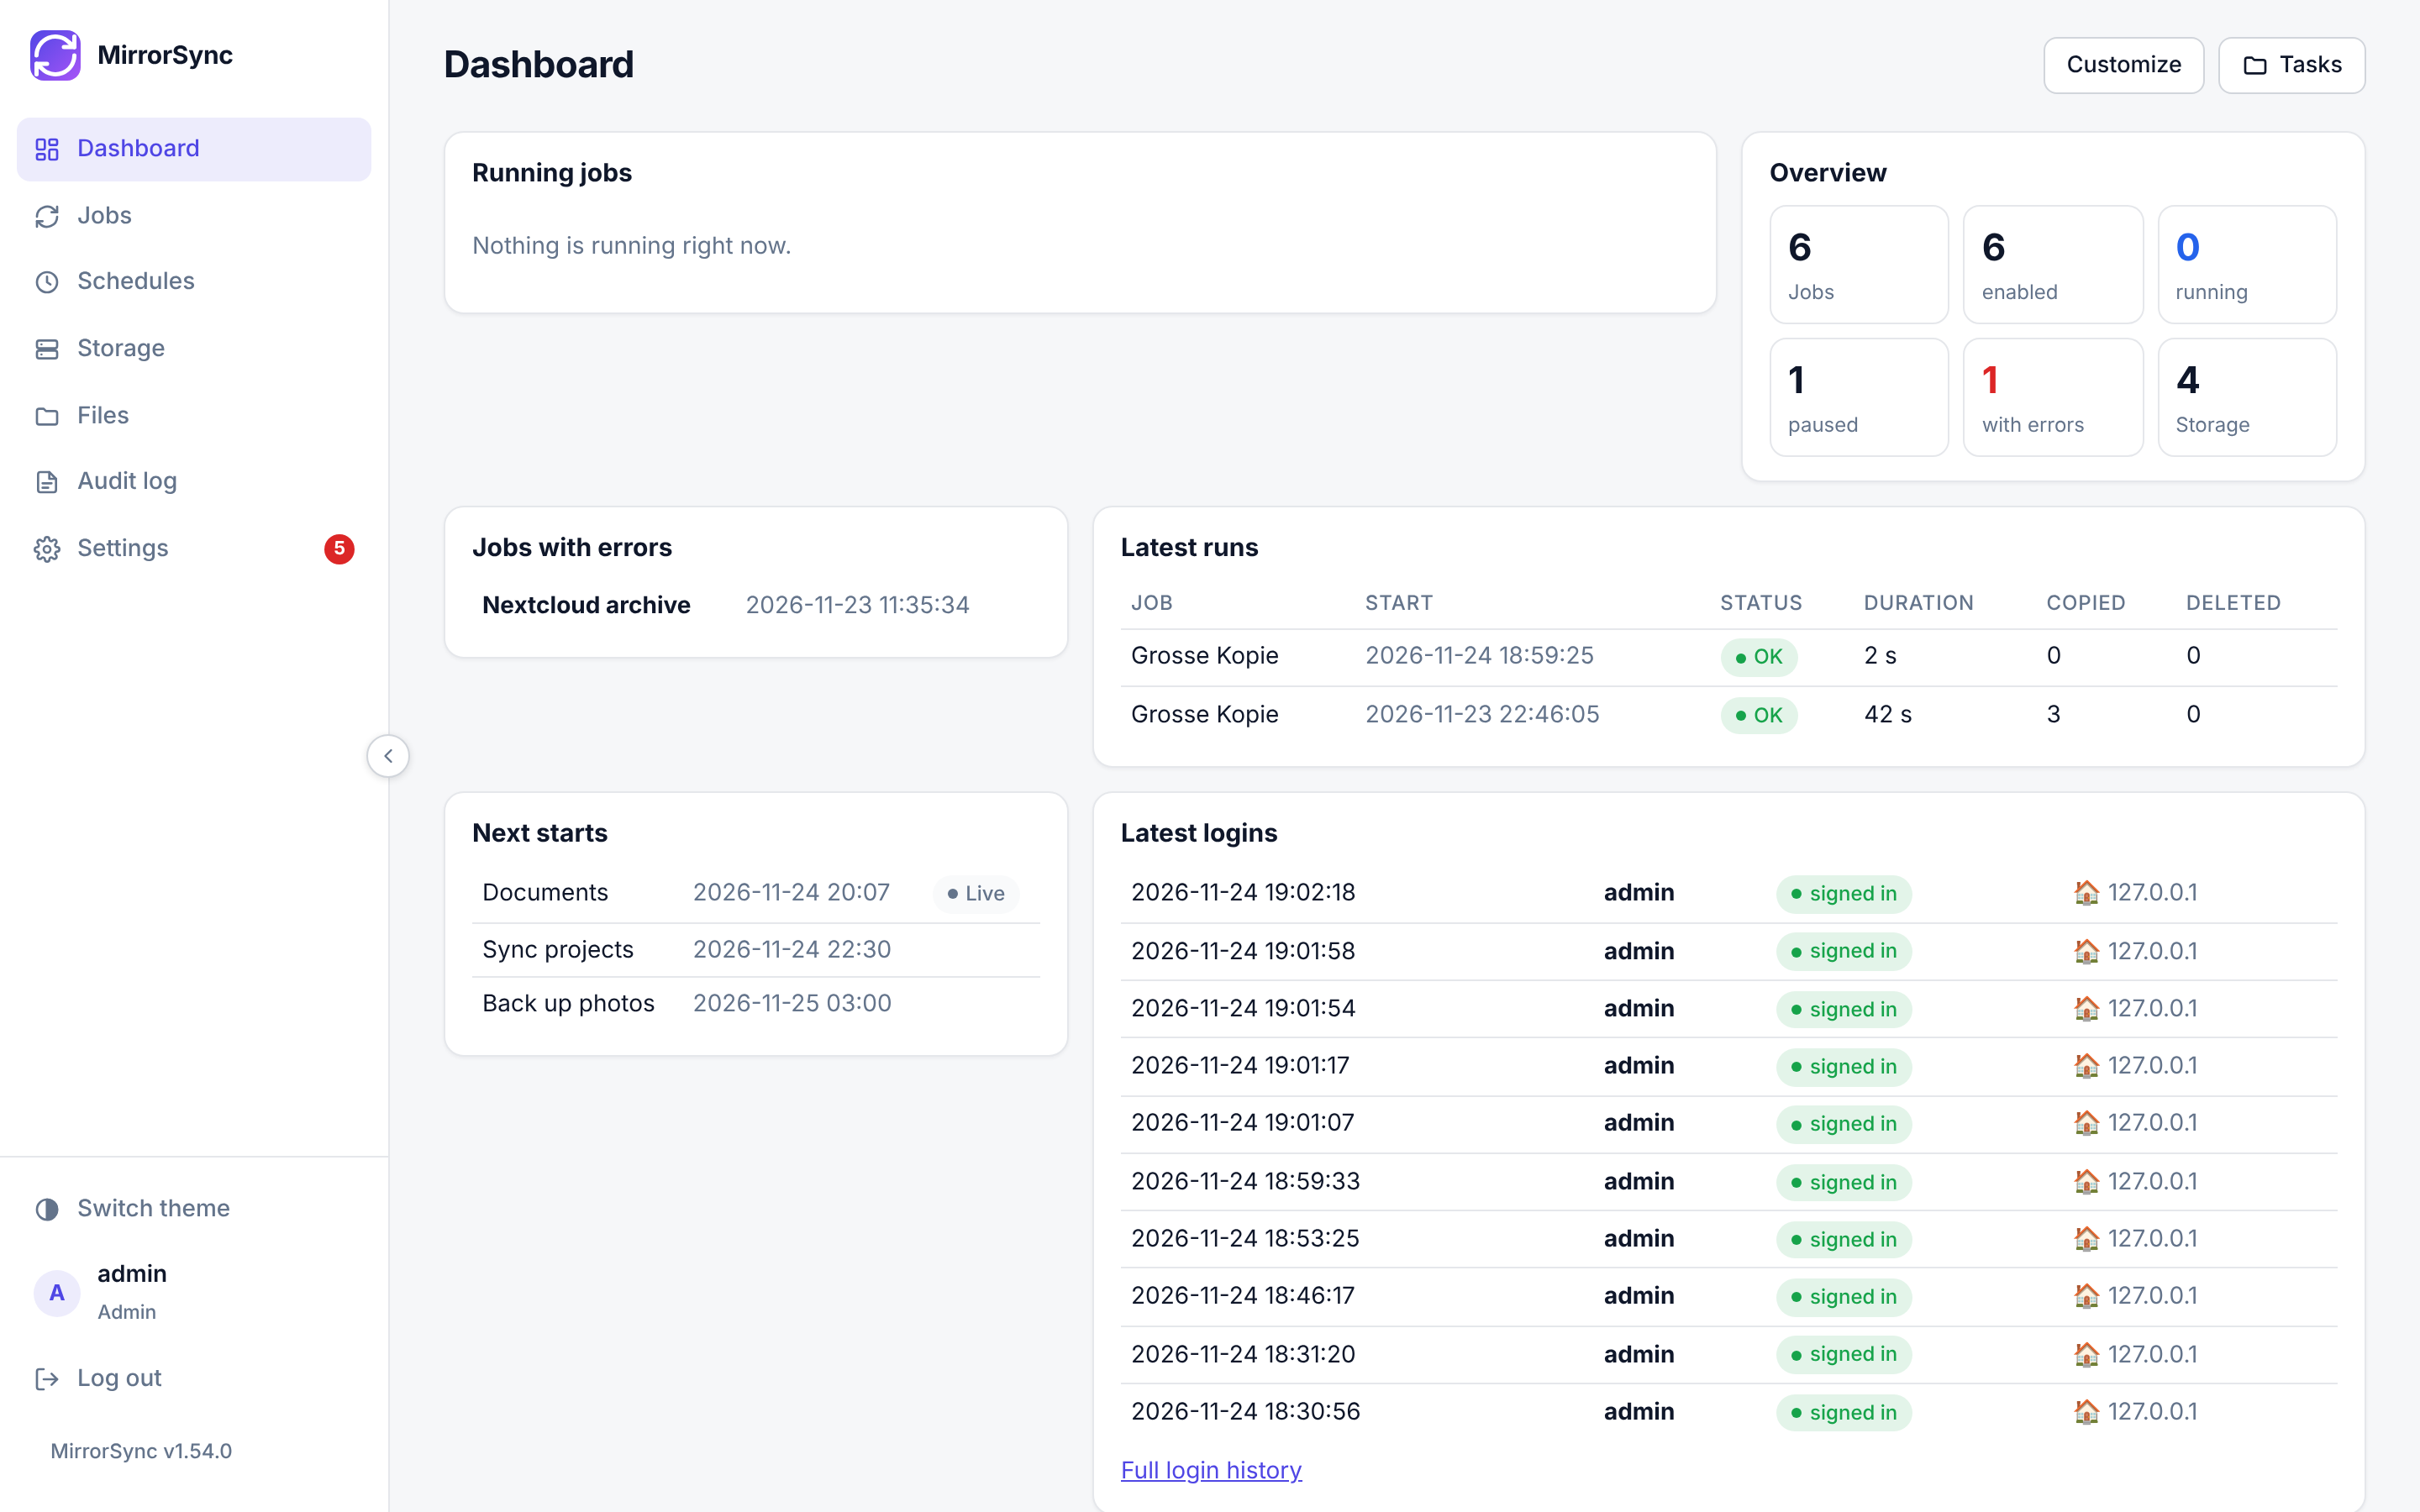 MirrorSync
Dashboard
Jobs
Schedules
Storage
Files
Audit log
Settings 5
Switch theme
A admin
Admin
Log out
MirrorSync v1.54.0
Dashboard
Customize Tasks
Running jobs
Nothing is running right now.
Overview
6 6 0
Jobs enabled running
1 1 4
paused with errors Storage
Jobs with errors
Nextcloud archive 2026-11-23 11:35:34
Latest runs
JOB START STATUS DURATION COPIED DELETED
Grosse Kopie 2026-11-24 18:59:25 OK 2 s 0 0
Grosse Kopie 2026-11-23 22:46:05 OK 42 s 3 0
Next starts
Documents 2026-11-24 20:07 Live
Sync projects 2026-11-24 22:30
Back up photos 2026-11-25 03:00
Latest logins
2026-11-24 19:02:18 admin signed in 127.0.0.1
2026-11-24 19:01:58 admin signed in 127.0.0.1
2026-11-24 19:01:54 admin signed in 127.0.0.1
2026-11-24 19:01:17 admin signed in 127.0.0.1
2026-11-24 19:01:07 admin signed in 127.0.0.1
2026-11-24 18:59:33 admin signed in 127.0.0.1
2026-11-24 18:53:25 admin signed in 127.0.0.1
2026-11-24 18:46:17 admin signed in 127.0.0.1
2026-11-24 18:31:20 admin signed in 127.0.0.1
2026-11-24 18:30:56 admin signed in 127.0.0.1
Full login history